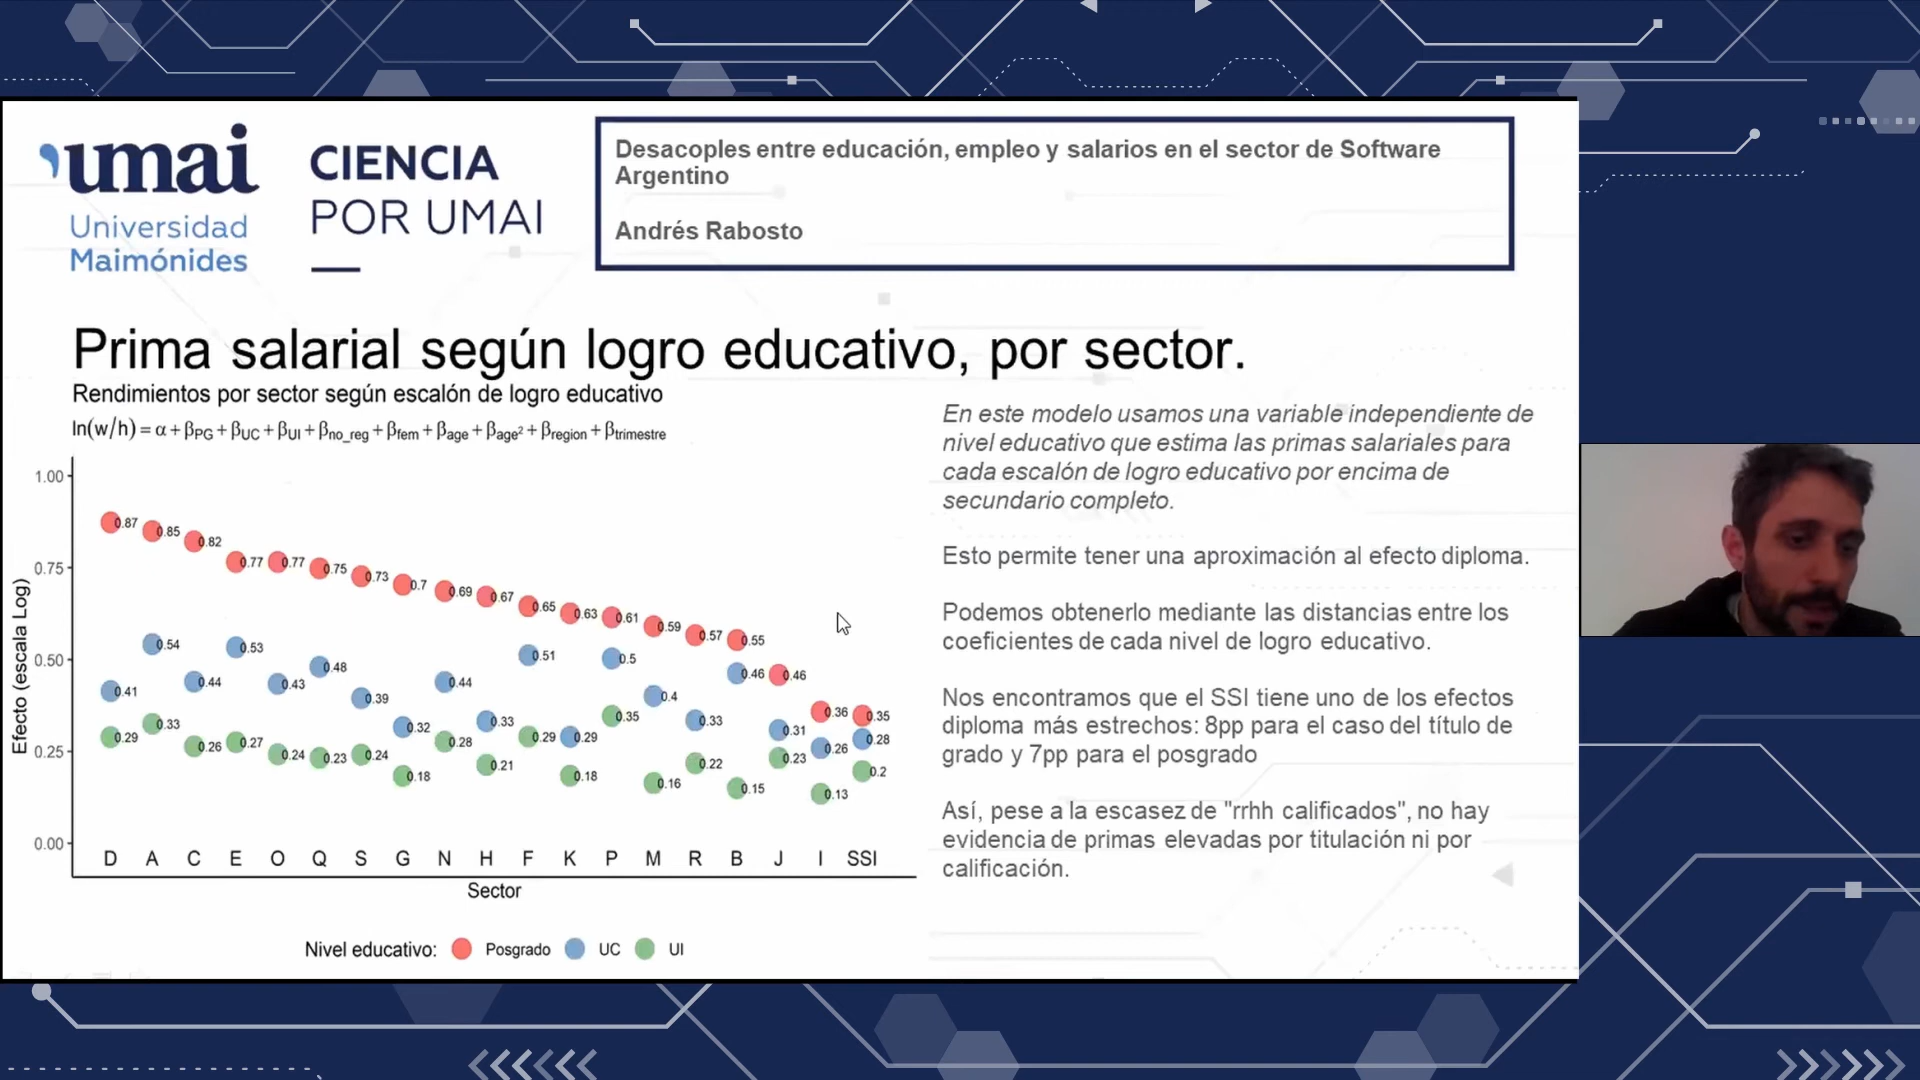 umai
Universidad
Maimónides
CIENCIA
POR UMAI
Desacoples entre educación, empleo y salarios en el sector de Software
Argentino
Andrés Rabosto
Prima salarial según logro educativo, por sector.
Rendimientos por sector según escalón de logro educativo
ln(w/h) = α + βPG + βUC + βUI + βno_reg + βfem + βage + βage² + βregion + βtrimestre
Efecto (escala Log)
1.00
0.75
0.50
0.25
0.00
0.87 0.85 0.82 0.77 0.77 0.75 0.73 0.7 0.69 0.67 0.65 0.63 0.61 0.59 0.57 0.55 0.46 0.36 0.35
0.41 0.54 0.44 0.53 0.43 0.48 0.39 0.32 0.44 0.33 0.51 0.29 0.5 0.4 0.33 0.46 0.31 0.26 0.28
0.29 0.33 0.26 0.27 0.24 0.23 0.24 0.18 0.28 0.21 0.29 0.18 0.35 0.16 0.22 0.15 0.23 0.13 0.2
D A C E O Q S G N H F K P M R B J I SSI
Sector
Nivel educativo: Posgrado UC UI
En este modelo usamos una variable independiente de
nivel educativo que estima las primas salariales para
cada escalón de logro educativo por encima de
secundario completo.
Esto permite tener una aproximación al efecto diploma.
Podemos obtenerlo mediante las distancias entre los
coeficientes de cada nivel de logro educativo.
Nos encontramos que el SSI tiene uno de los efectos
diploma más estrechos: 8pp para el caso del título de
grado y 7pp para el posgrado
Así, pese a la escasez de "rrhh calificados", no hay
evidencia de primas elevadas por titulación ni por
calificación.